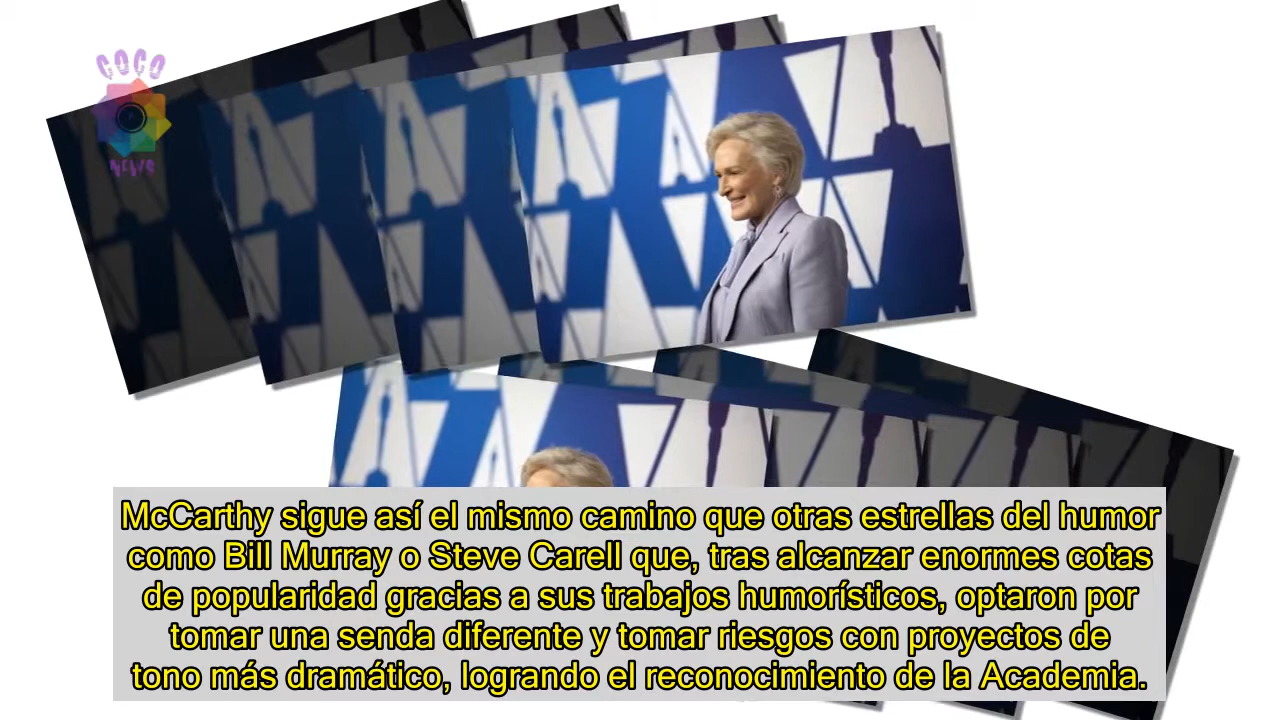 COCO
NEWS
McCarthy sigue así el mismo camino que otras estrellas del humor
como Bill Murray o Steve Carell que, tras alcanzar enormes cotas
de popularidad gracias a sus trabajos humorísticos, optaron por
tomar una senda diferente y tomar riesgos con proyectos de
tono más dramático, logrando el reconocimiento de la Academia.